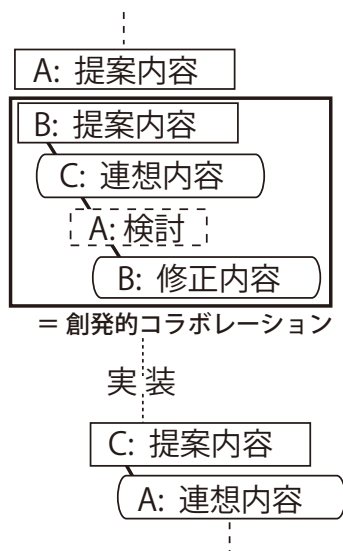 A: 提案内容
B: 提案内容
C: 連想内容
A: 検討
B: 修正内容
= 創発的コラボレーション
実装
C: 提案内容
A: 連想内容